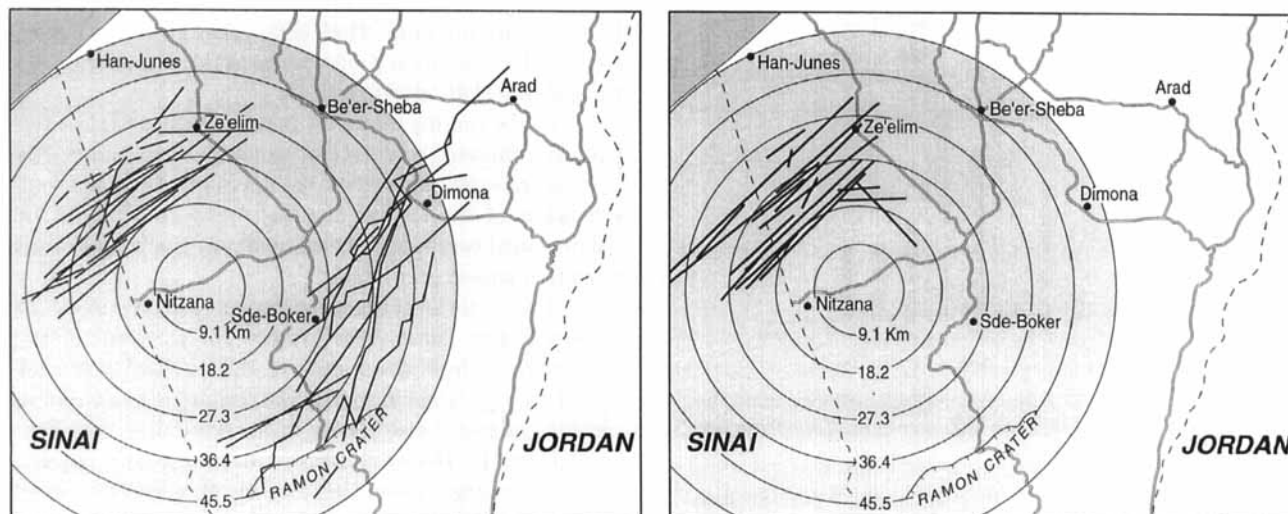 Han-Junes
Ze'elim
Be'er-Sheba
Arad
Dimona
Nitzana
Sde-Boker
9.1 Km
18.2
27.3
36.4
45.5
SINAI
JORDAN
RAMON CRATER
Han-Junes
Ze'elim
Be'er-Sheba
Arad
Dimona
Nitzana
Sde-Boker
9.1 Km
18.2
27.3
36.4
45.5
SINAI
JORDAN
RAMON CRATER